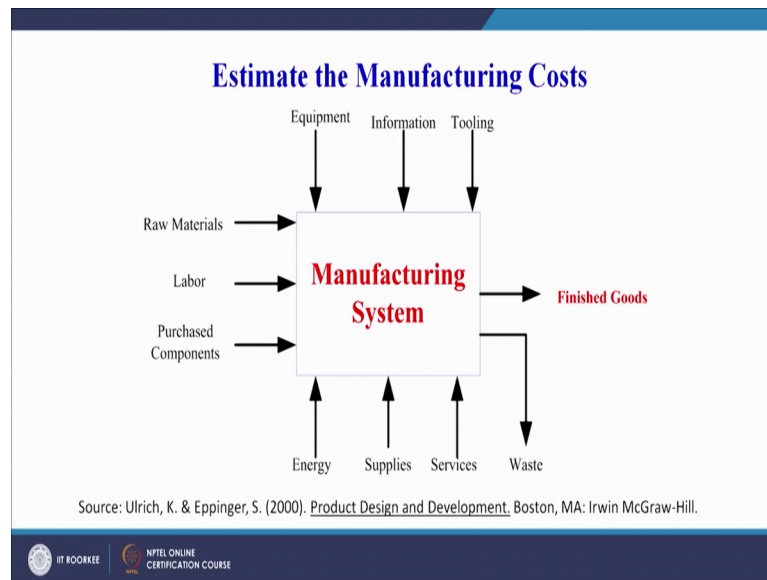 Estimate the Manufacturing Costs
Equipment
Information
Tooling
Raw Materials
Labor
Purchased
Components
Manufacturing
System
Finished Goods
Energy
Supplies
Services
Waste
Source: Ulrich, K. & Eppinger, S. (2000). Product Design and Development. Boston, MA: Irwin McGraw-Hill.
IIT ROORKEE
NPTEL ONLINE
CERTIFICATION COURSE